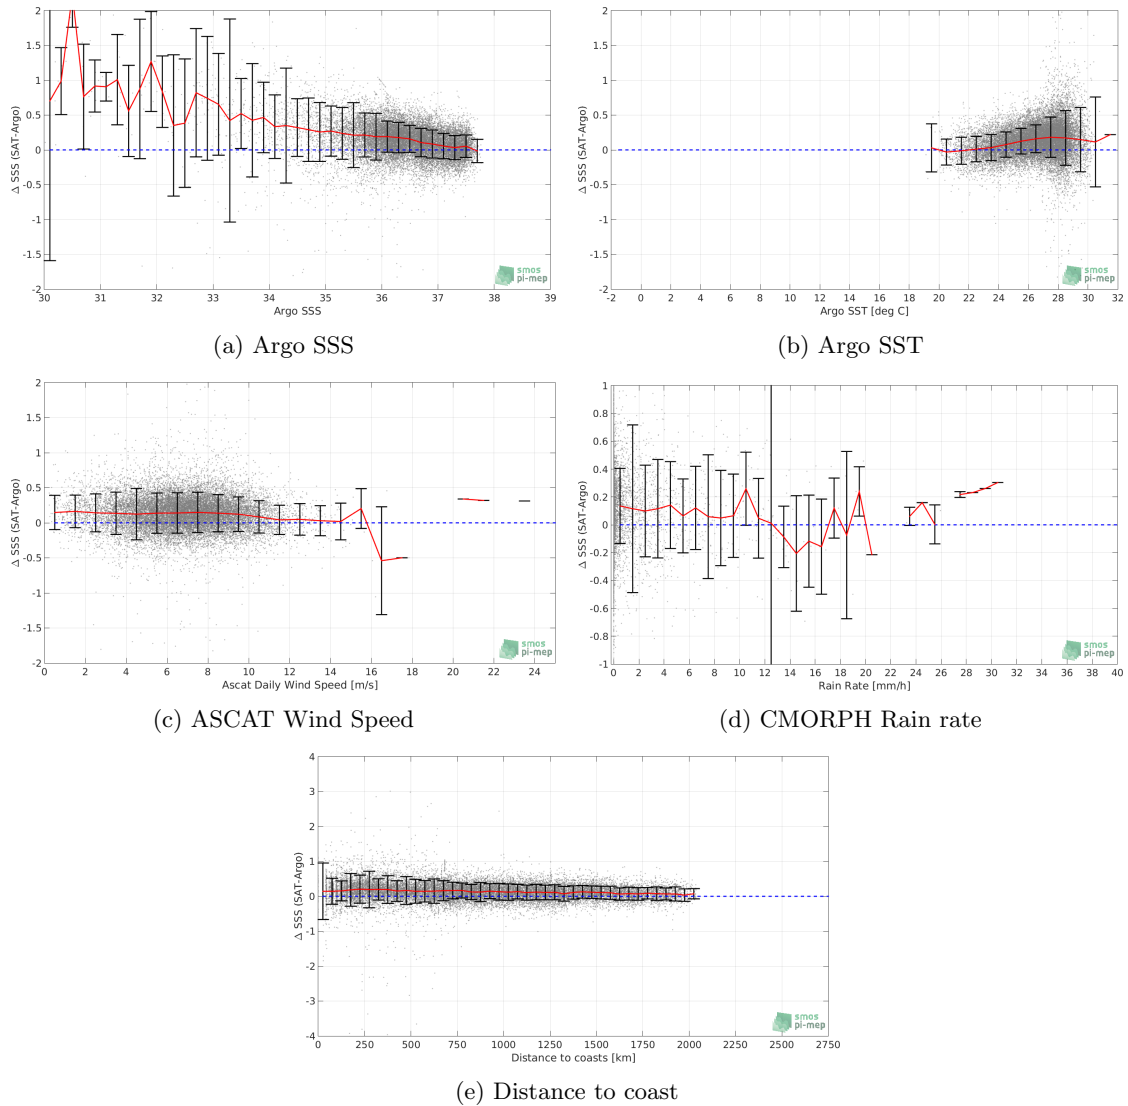 2
1.5
1
0.5
0
-0.5
-1
-1.5
-2
Δ SSS (SAT-Argo)
30 31 32 33 34 35 36 37 38 39
Argo SSS
smos
pi-mep
(a) Argo SSS
2
1.5
1
0.5
0
-0.5
-1
-1.5
-2
Δ SSS (SAT-Argo)
-2 0 2 4 6 8 10 12 14 16 18 20 22 24 26 28 30 32
Argo SST [deg C]
smos
pi-mep
(b) Argo SST
2
1.5
1
0.5
0
-0.5
-1
-1.5
-2
Δ SSS (SAT-Argo)
0 2 4 6 8 10 12 14 16 18 20 22 24
Ascat Daily Wind Speed [m/s]
smos
pi-mep
(c) ASCAT Wind Speed
1
0.8
0.6
0.4
0.2
0
-0.2
-0.4
-0.6
-0.8
-1
Δ SSS (SAT-Argo)
0 2 4 6 8 10 12 14 16 18 20 22 24 26 28 30 32 34 36 38 40
Rain Rate [mm/h]
smos
pi-mep
(d) CMORPH Rain rate
4
3
2
1
0
-1
-2
-3
-4
Δ SSS (SAT-Argo)
0 250 500 750 1000 1250 1500 1750 2000 2250 2500 2750
Distance to coasts [km]
smos
pi-mep
(e) Distance to coast